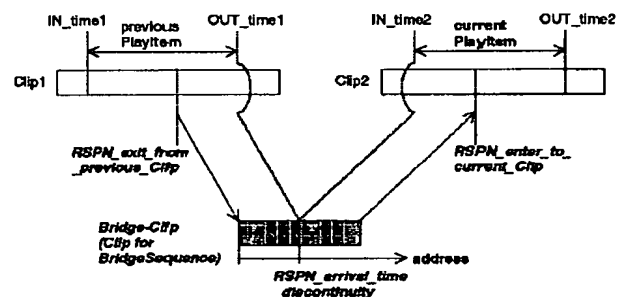 IN_time1
OUT_time1
IN_time2
OUT_time2
previous
PlayItem
current
PlayItem
Clip1
Clip2
RSPN_exit_from
_previous_Clip
RSPN_enter_to_
current_Clip
Bridge-Clip
(Clip for
BridgeSequence)
address
RSPN_arrival_time
discontinuity